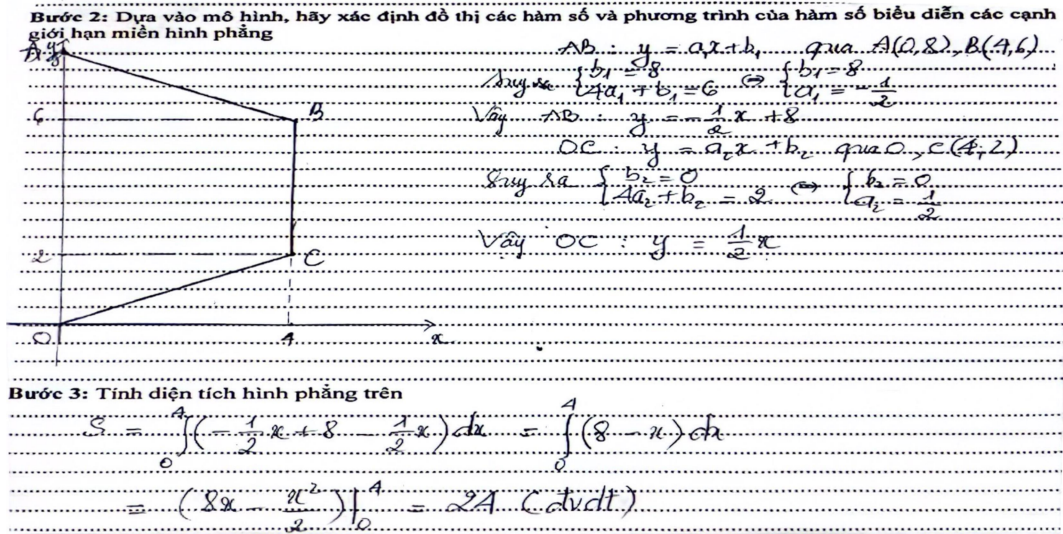 Bước 2: Dựa vào mô hình, hãy xác định đồ thị các hàm số và phương trình của hàm số biểu diễn các cạnh
giới hạn miền hình phẳng
A y
AB : y = a₁x + b₁ qua A(0,8), B(4,6)
Suy ra { b₁ = 8 ; 4a₁ + b₁ = 6 ⇔ { b₁ = 8 ; a₁ = -1/2
6 B
Vậy AB : y = -1/2 x + 8
OC : y = a₂x + b₂ qua O, C(4,2)
Suy ra { b₂ = 0 ; 4a₂ + b₂ = 2 ⇔ { b₂ = 0 ; a₂ = 1/2
Vậy OC : y = 1/2 x
2 C
O 4 x
Bước 3: Tính diện tích hình phẳng trên
S = ∫₀⁴ (-1/2 x + 8 - 1/2 x) dx = ∫₀⁴ (8 - x) dx
= (8x - x²/2) |₀⁴ = 24 (đvdt)